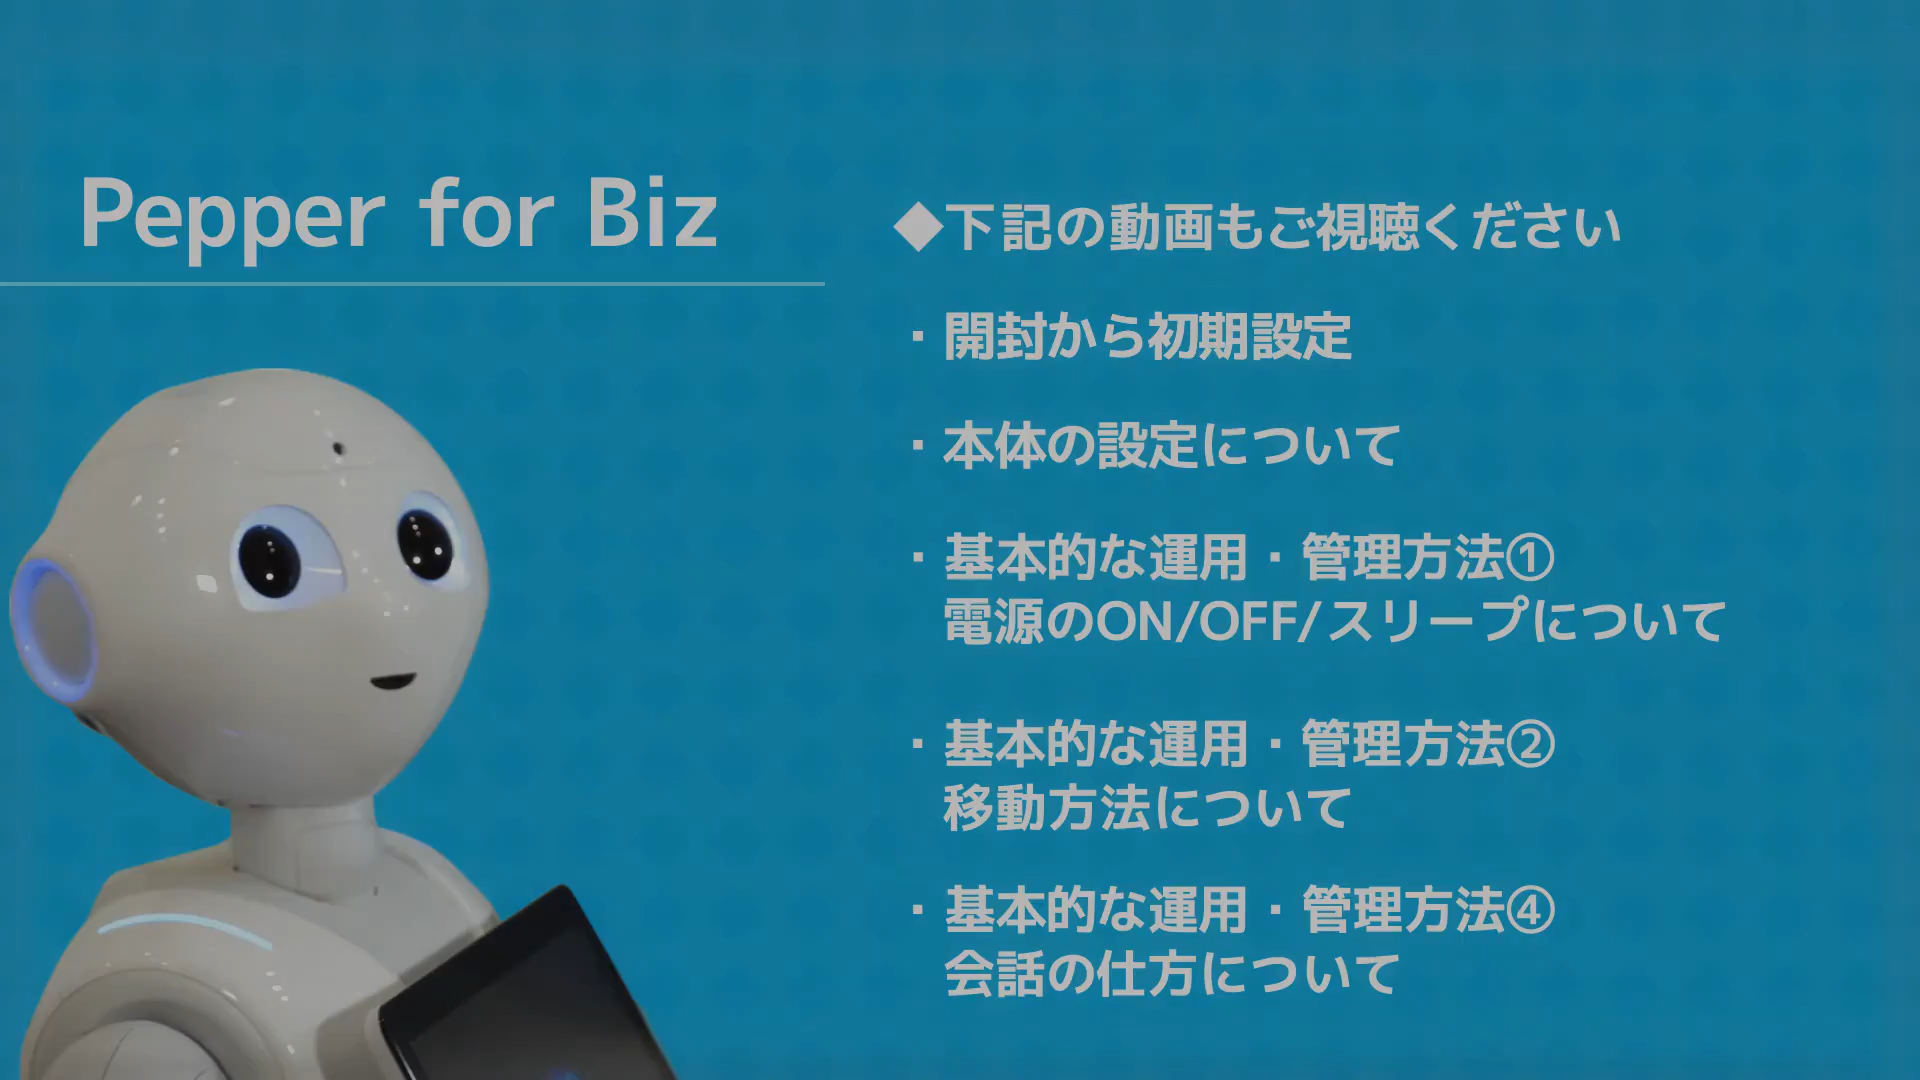 Pepper for Biz
◆下記の動画もご視聴ください
・開封から初期設定
・本体の設定について
・基本的な運用・管理方法①
電源のON/OFF/スリープについて
・基本的な運用・管理方法②
移動方法について
・基本的な運用・管理方法④
会話の仕方について